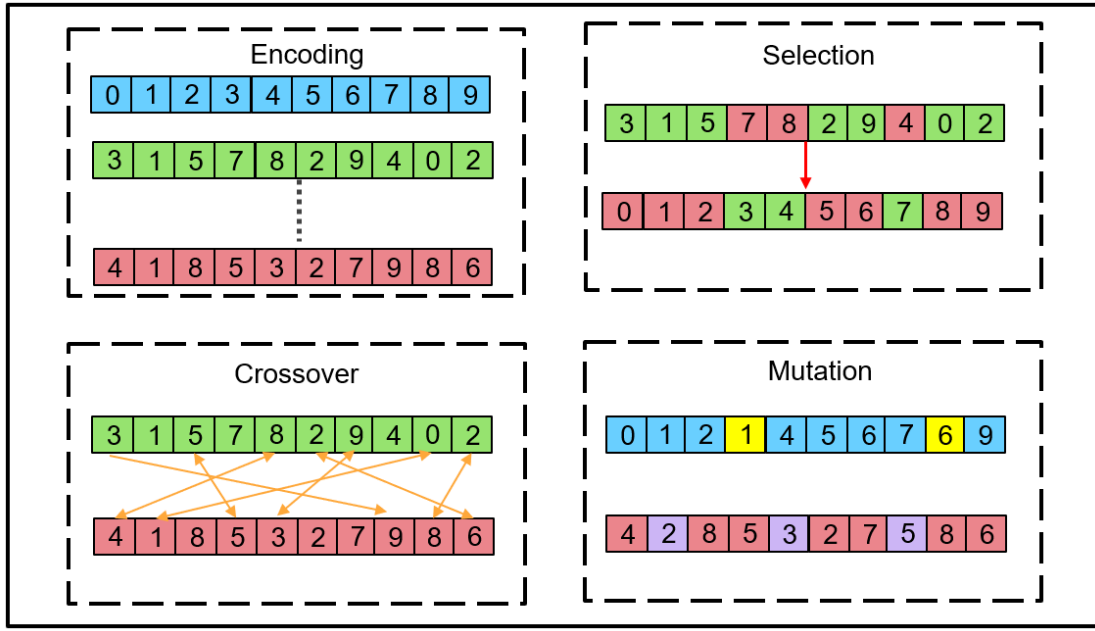 Encoding
0 1 2 3 4 5 6 7 8 9
3 1 5 7 8 2 9 4 0 2
4 1 8 5 3 2 7 9 8 6
Selection
3 1 5 7 8 2 9 4 0 2
0 1 2 3 4 5 6 7 8 9
Crossover
3 1 5 7 8 2 9 4 0 2
4 1 8 5 3 2 7 9 8 6
Mutation
0 1 2 1 4 5 6 7 6 9
4 2 8 5 3 2 7 5 8 6